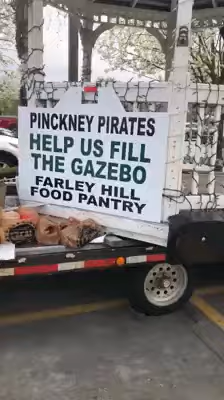 PINCKNEY PIRATES
HELP US FILL
THE GAZEBO
FARLEY HILL
FOOD PANTRY